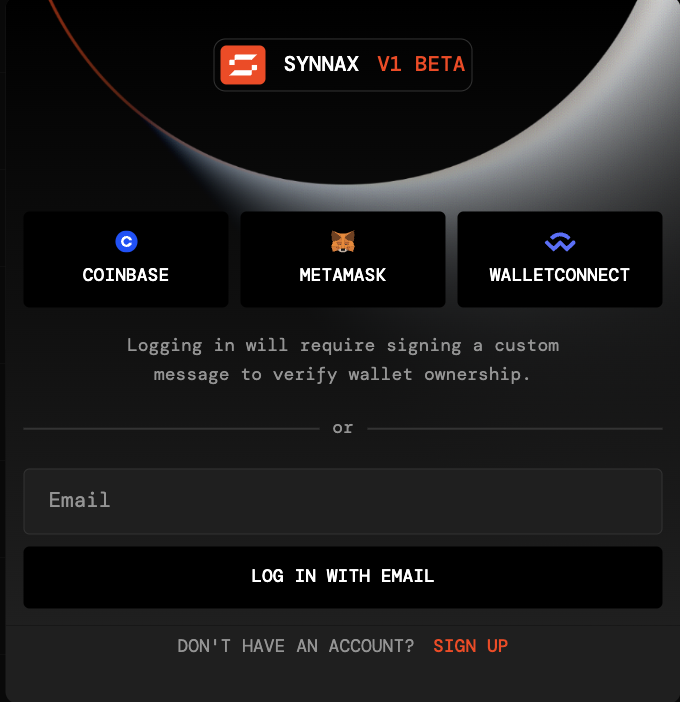 SYNNAX V1 BETA
COINBASE
METAMASK
WALLETCONNECT
Logging in will require signing a custom
message to verify wallet ownership.
or
Email
LOG IN WITH EMAIL
DON'T HAVE AN ACCOUNT? SIGN UP